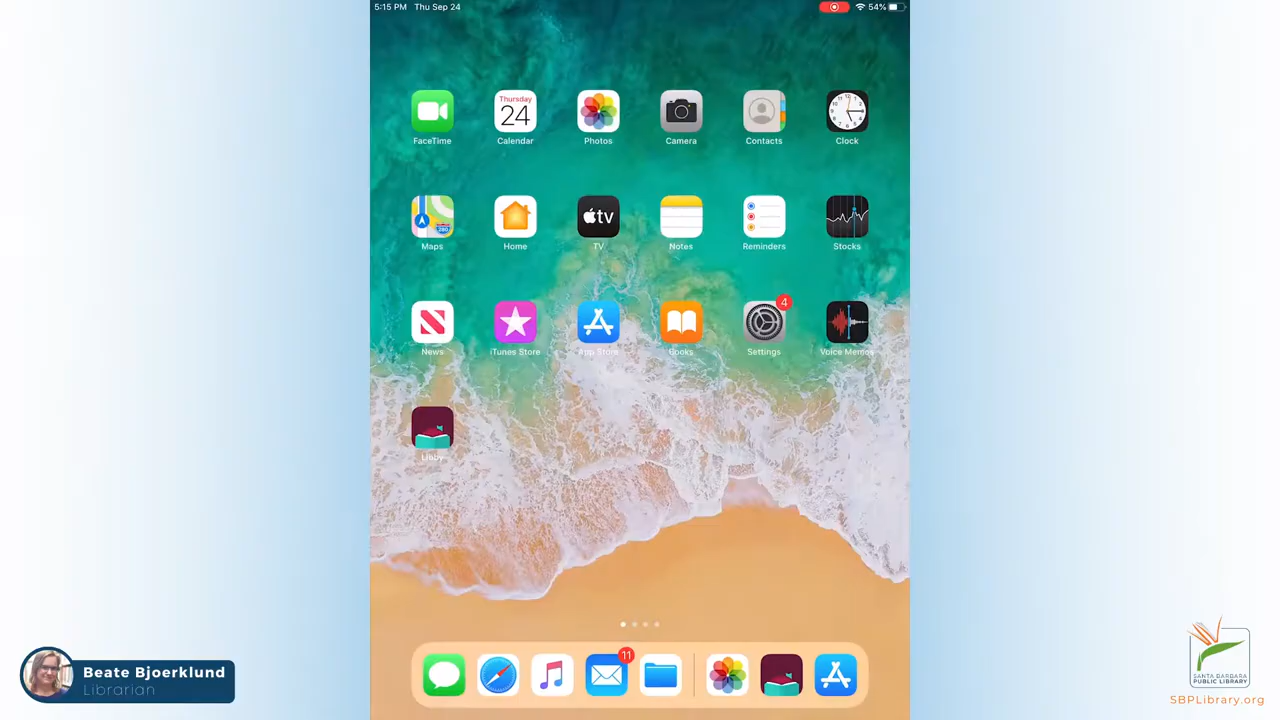 5:15 PM Thu Sep 24
54%
Thursday
24
FaceTime
Calendar
Photos
Camera
Contacts
Clock
280
tv
Maps
Home
TV
Notes
Reminders
Stocks
4
News
iTunes Store
App Store
Books
Settings
Voice Memos
Libby
11
Beate Bjoerklund
Librarian
SANTA BARBARA
PUBLIC LIBRARY
SBPLibrary.org